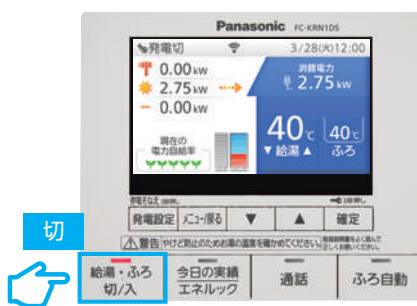 Panasonic FC-KRN1DS
発電切 3/28(火)12:00
0.00kW
2.75kW
0.00kW
消費電力
2.75kW
現在の
電力自給率
40℃
▼給湯▲
40℃
ふろ
発電設定
メニュー/戻る
▼
▲
確定
警告 やけど防止のためお湯の温度を確かめてください。
切
給湯・ふろ
切/入
今日の実績
エネルック
通話
ふろ自動